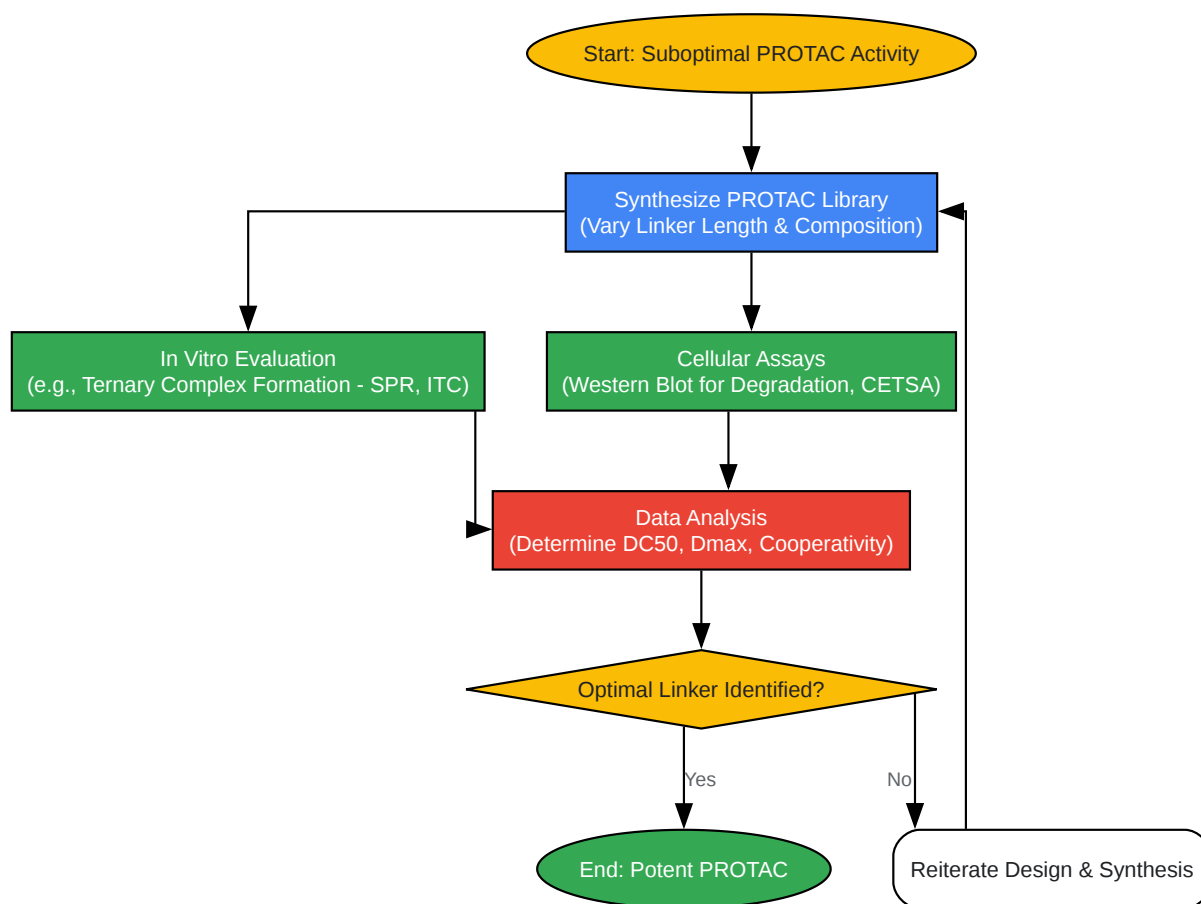 Start: Suboptimal PROTAC Activity
Synthesize PROTAC Library
(Vary Linker Length & Composition)
In Vitro Evaluation
(e.g., Ternary Complex Formation - SPR, ITC)
Cellular Assays
(Western Blot for Degradation, CETSA)
Data Analysis
(Determine DC50, Dmax, Cooperativity)
Optimal Linker Identified?
Yes
No
End: Potent PROTAC
Reiterate Design & Synthesis